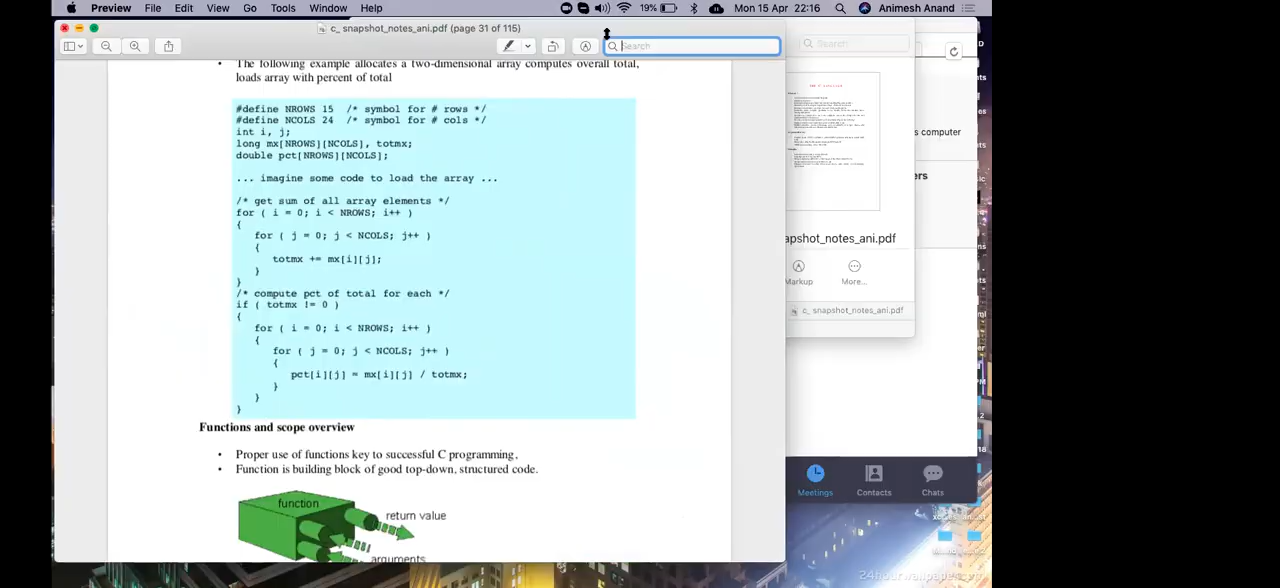 Preview File Edit View Go Tools Window Help 19% Mon 15 Apr 22:16 Animesh Anand
c_ snapshot_notes_ani.pdf (page 31 of 115)
Search
Search
• The following example allocates a two-dimensional array computes overall total,
loads array with percent of total
#define NROWS 15 /* symbol for # rows */
#define NCOLS 24 /* symbol for # cols */
int i, j;
long mx[NROWS][NCOLS], totmx;
double pct[NROWS][NCOLS];
... imagine some code to load the array ...
/* get sum of all array elements */
for ( i = 0; i < NROWS; i++ )
{
for ( j = 0; j < NCOLS; j++ )
{
totmx += mx[i][j];
}
}
/* compute pct of total for each */
if ( totmx != 0 )
{
for ( i = 0; i < NROWS; i++ )
{
for ( j = 0; j < NCOLS; j++ )
{
pct[i][j] = mx[i][j] / totmx;
}
}
}
Functions and scope overview
• Proper use of functions key to successful C programming,
• Function is building block of good top-down, structured code.
function
return value
arguments
s computer
ers
apshot_notes_ani.pdf
Markup More...
c_ snapshot_notes_ani.pdf
Meetings Contacts Chats